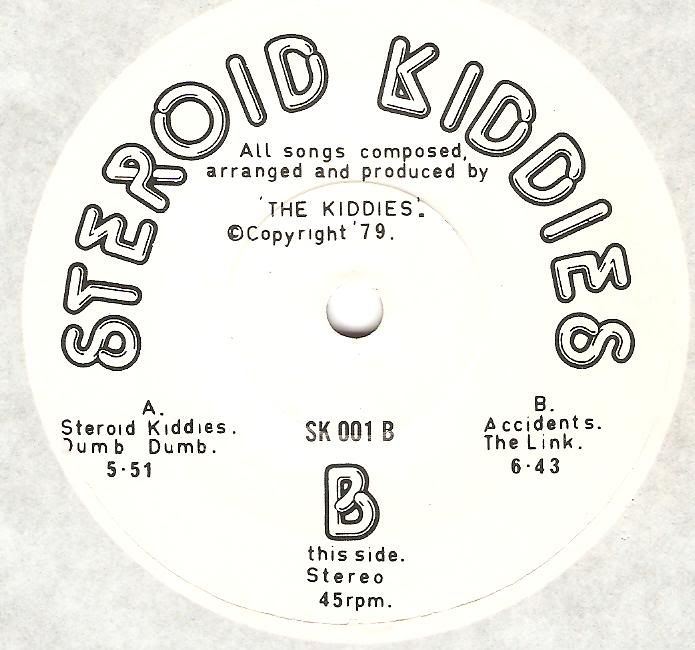 STEROID KIDDIES
All songs composed,
arranged and produced by
'THE KIDDIES'.
©Copyright '79.
A.
Steroid Kiddies.
Dumb Dumb.
5·51
SK 001 B
B.
Accidents.
The Link.
6·43
B
this side.
Stereo
45rpm.